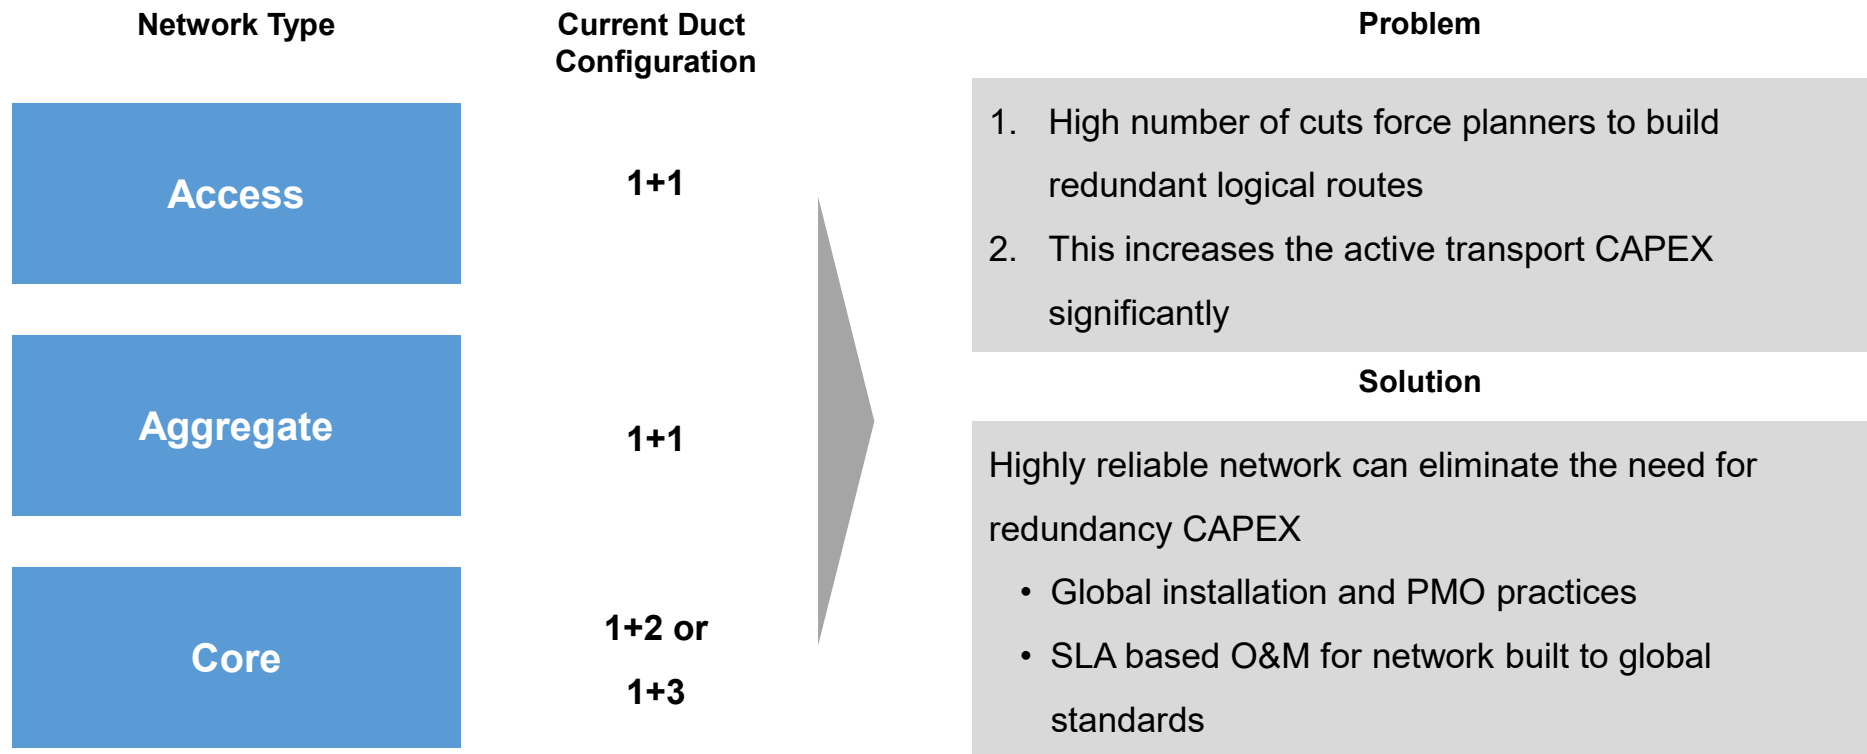 Network Type
Current Duct
Configuration
Access
1+1
Aggregate
1+1
Core
1+2 or
1+3
Problem
1. High number of cuts force planners to build
redundant logical routes
2. This increases the active transport CAPEX
significantly
Solution
Highly reliable network can eliminate the need for
redundancy CAPEX
• Global installation and PMO practices
• SLA based O&M for network built to global
standards